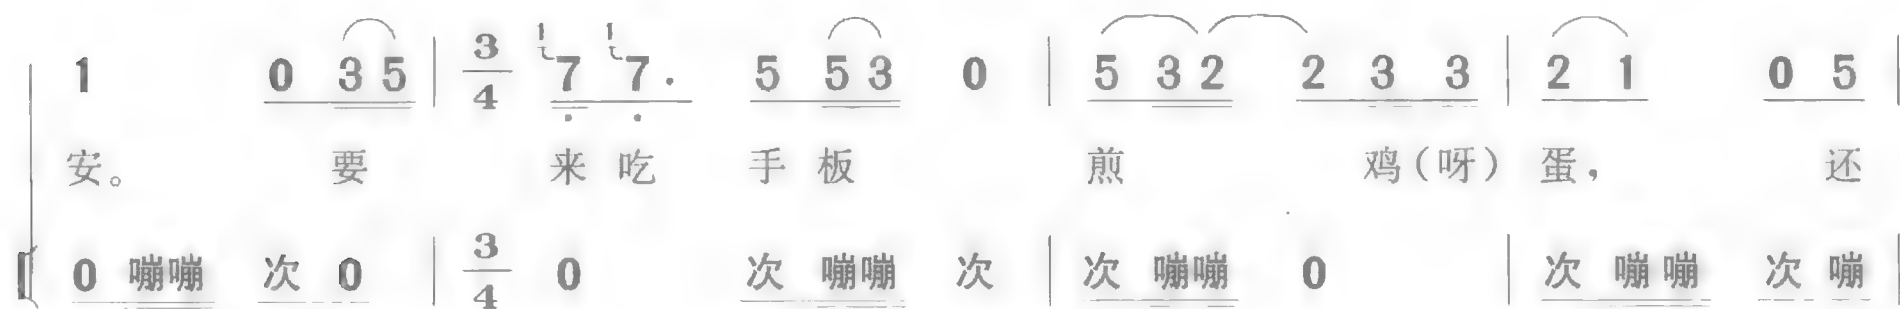 1 0 3 5 | 3/4 1 7 1 7 . 5 5 3 0 | 5 3 2 2 3 3 | 2 1 0 5 |
安。 要 来 吃 手 板 煎 鸡(呀) 蛋， 还
0 嘣嘣 次 0 | 3/4 0 次 嘣嘣 次 | 次 嘣嘣 0 | 次 嘣嘣 次 嘣 |